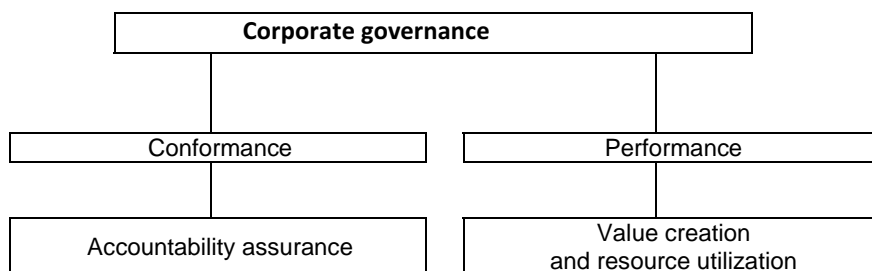 Corporate governance
Conformance
Performance
Accountability assurance
Value creation
and resource utilization